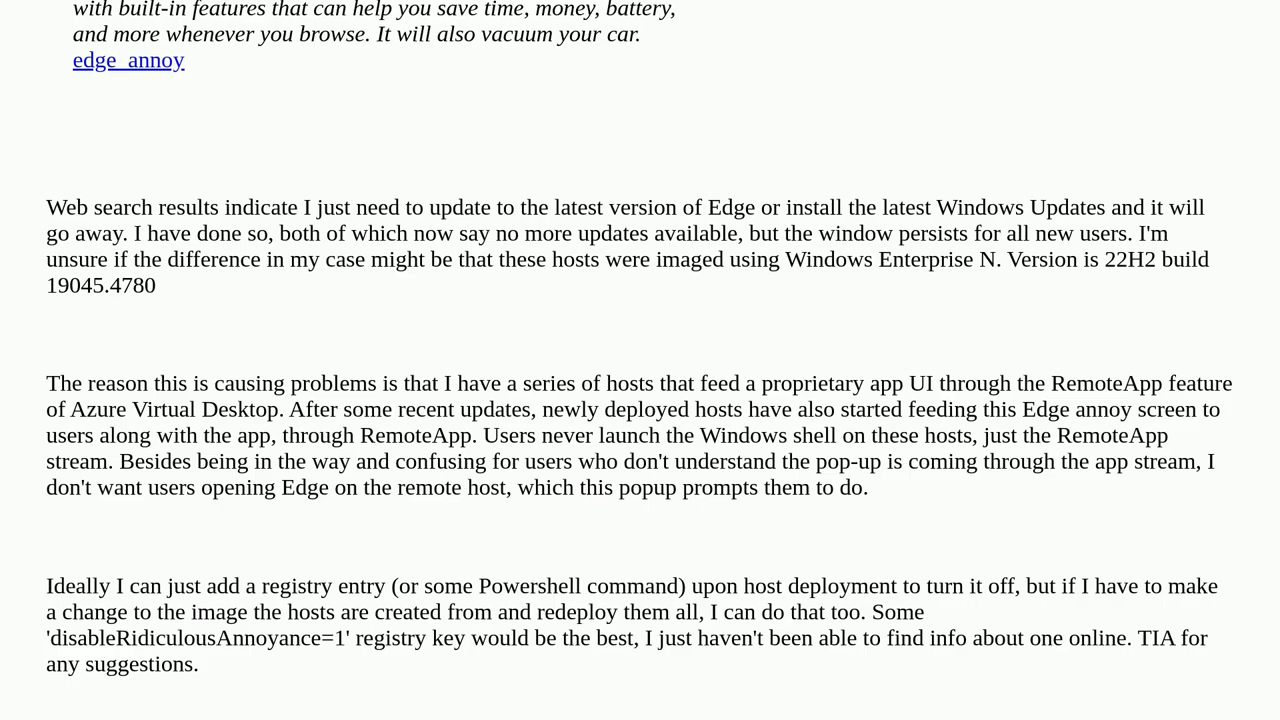 with built-in features that can help you save time, money, battery,
and more whenever you browse. It will also vacuum your car.
edge_annoy
Web search results indicate I just need to update to the latest version of Edge or install the latest Windows Updates and it will
go away. I have done so, both of which now say no more updates available, but the window persists for all new users. I'm
unsure if the difference in my case might be that these hosts were imaged using Windows Enterprise N. Version is 22H2 build
19045.4780
The reason this is causing problems is that I have a series of hosts that feed a proprietary app UI through the RemoteApp feature
of Azure Virtual Desktop. After some recent updates, newly deployed hosts have also started feeding this Edge annoy screen to
users along with the app, through RemoteApp. Users never launch the Windows shell on these hosts, just the RemoteApp
stream. Besides being in the way and confusing for users who don't understand the pop-up is coming through the app stream, I
don't want users opening Edge on the remote host, which this popup prompts them to do.
Ideally I can just add a registry entry (or some Powershell command) upon host deployment to turn it off, but if I have to make
a change to the image the hosts are created from and redeploy them all, I can do that too. Some
'disableRidiculousAnnoyance=1' registry key would be the best, I just haven't been able to find info about one online. TIA for
any suggestions.